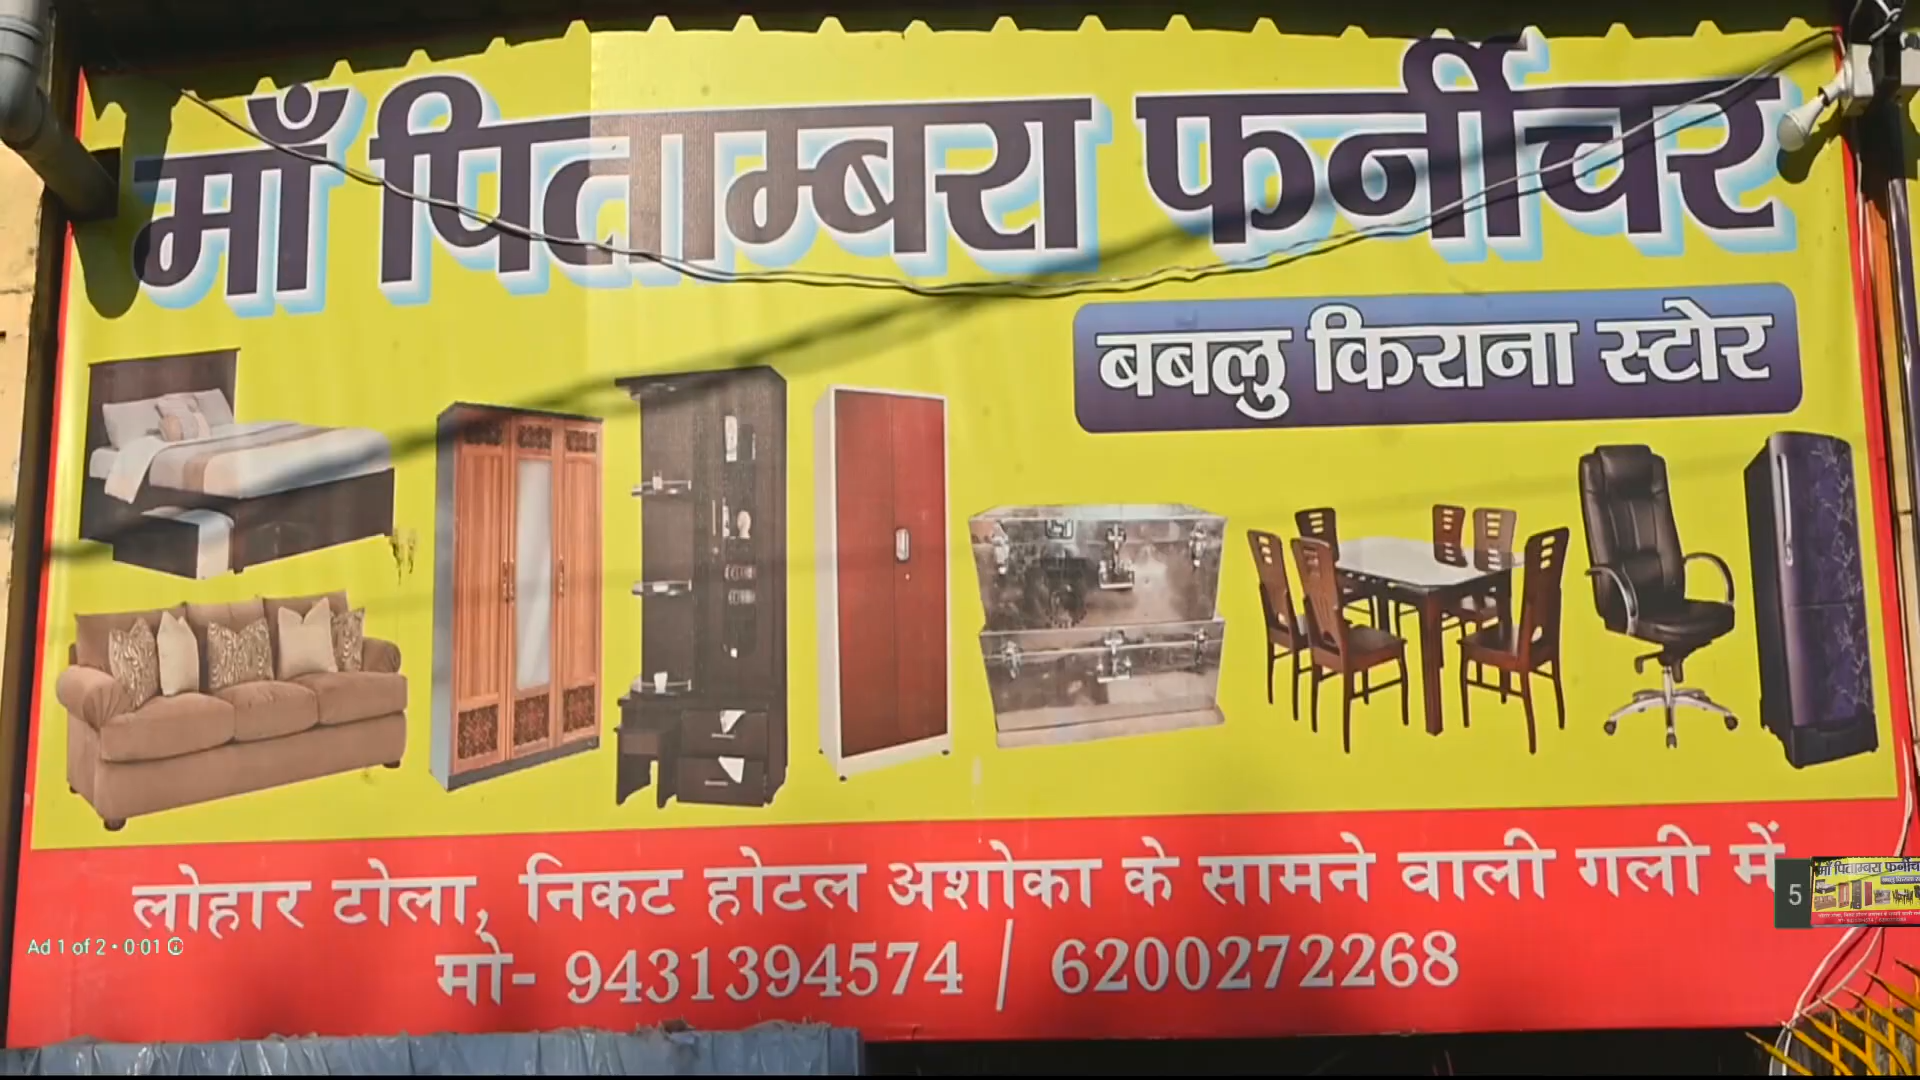 माँ पिताम्बरा फर्नीचर
बबलु किराना स्टोर
लोहार टोला, निकट होटल अशोका के सामने वाली गली में
मो- 9431394574 / 6200272268
Ad 1 of 2 • 0:01
5